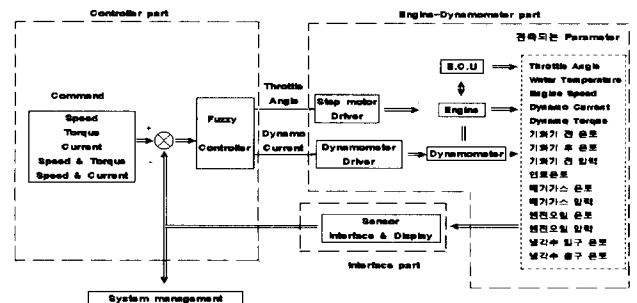 Controller part
Engine-Dynamometer part
관측되는 Parameter
Command
Speed
Torque
Current
Speed & Torque
Speed & Current
+
-
Fuzzy
Controller
Throttle
Angle
Dynamo
Current
Step motor
Driver
Dynamometer
Driver
E.C.U
Engine
Dynamometer
Throttle Angle
Water Temperature
Engine Speed
Dynamo Current
Dynamo Torque
기화기 전 온도
기화기 후 온도
기화기 전 압력
연료온도
배기가스 온도
배기가스 압력
엔진오일 온도
엔진오일 압력
냉각수 입구 온도
냉각수 출구 온도
Sensor
Interface & Display
Interface part
System management